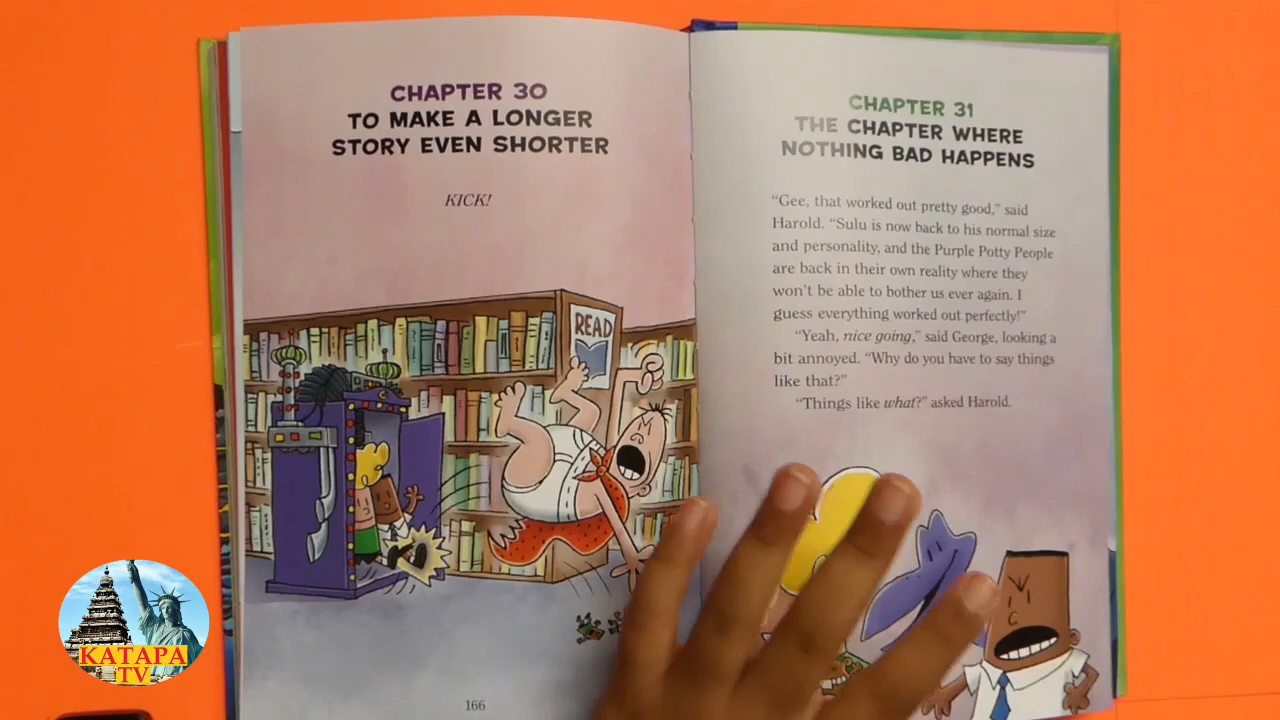 CHAPTER 30
TO MAKE A LONGER
STORY EVEN SHORTER
KICK!
READ
166
CHAPTER 31
THE CHAPTER WHERE
NOTHING BAD HAPPENS
“Gee, that worked out pretty good,” said
Harold. “Sulu is now back to his normal size
and personality, and the Purple Potty People
are back in their own reality where they
won’t be able to bother us ever again. I
guess everything worked out perfectly!”
“Yeah, nice going,” said George, looking a
bit annoyed. “Why do you have to say things
like that?”
“Things like what?” asked Harold.
KATAPA
TV